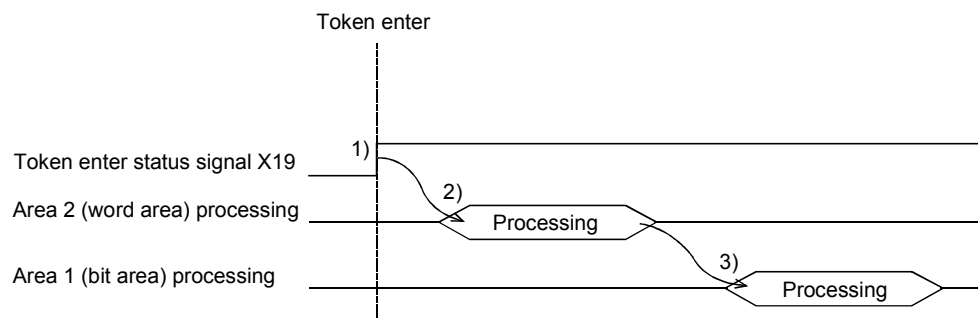 Token enter
1)
Token enter status signal X19
2)
Area 2 (word area) processing
Processing
3)
Area 1 (bit area) processing
Processing